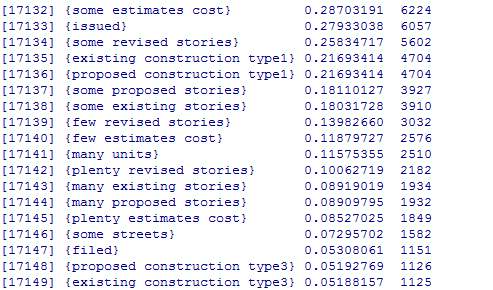 [17132] {some estimates cost} 0.28703191 6224
[17133] {issued} 0.27933038 6057
[17134] {some revised stories} 0.25834717 5602
[17135] {existing construction type1} 0.21693414 4704
[17136] {proposed construction type1} 0.21693414 4704
[17137] {some proposed stories} 0.18110127 3927
[17138] {some existing stories} 0.18031728 3910
[17139] {few revised stories} 0.13982660 3032
[17140] {few estimates cost} 0.11879727 2576
[17141] {many units} 0.11575355 2510
[17142] {plenty revised stories} 0.10062719 2182
[17143] {many existing stories} 0.08919019 1934
[17144] {many proposed stories} 0.08909795 1932
[17145] {plenty estimates cost} 0.08527025 1849
[17146] {some streets} 0.07295702 1582
[17147] {filed} 0.05308061 1151
[17148] {proposed construction type3} 0.05192769 1126
[17149] {existing construction type3} 0.05188157 1125